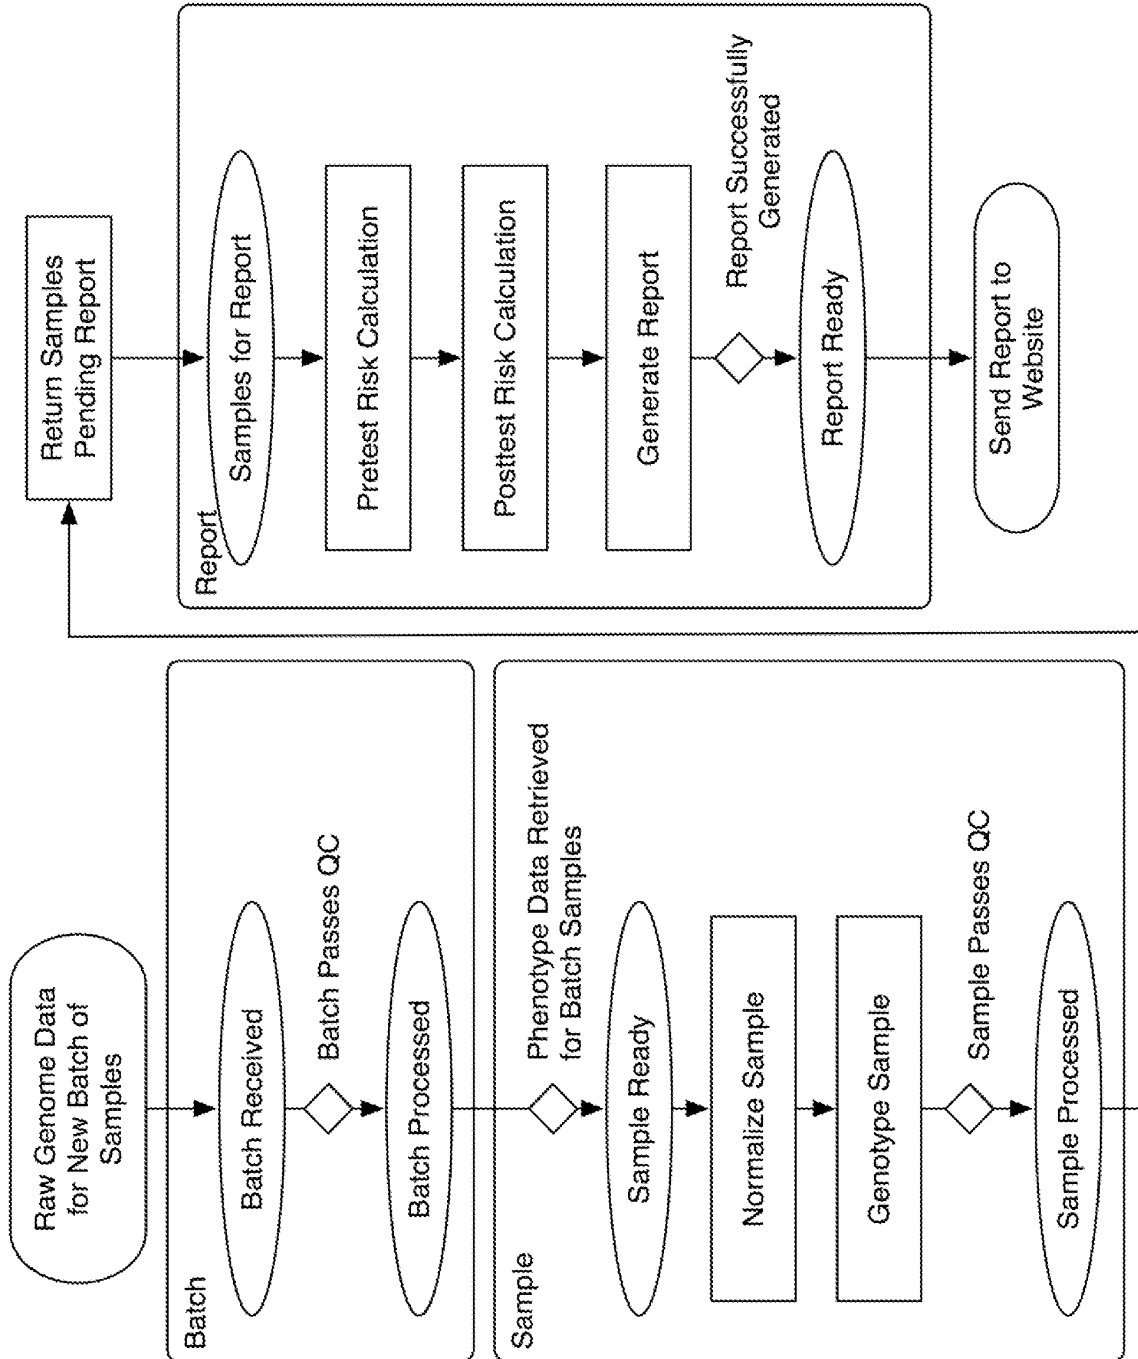 Raw Genome Data
for New Batch of
Samples
Batch
Batch Received
Batch Passes QC
Batch Processed
Sample
Phenotype Data Retrieved
for Batch Samples
Sample Ready
Normalize Sample
Genotype Sample
Sample Passes QC
Sample Processed
Return Samples
Pending Report
Report
Samples for Report
Pretest Risk Calculation
Posttest Risk Calculation
Generate Report
Report Successfully
Generated
Report Ready
Send Report to
Website